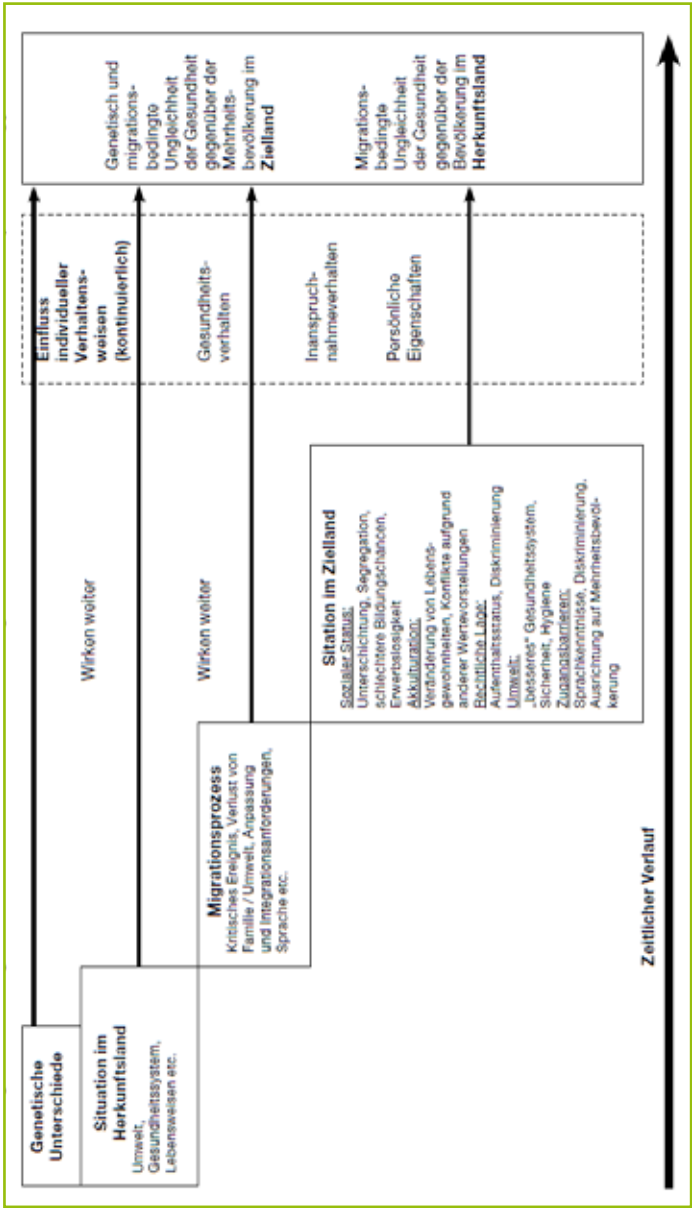 Genetische
Unterschiede
Situation im
Herkunftsland
Umwelt,
Gesundheitssystem,
Lebensweisen etc.
Migrationsprozess
Kritisches Ereignis, Verlust von
Familie / Umwelt, Anpassung
und Integrationsanforderungen,
Sprache etc.
Sitation im Zielland
Sozialer Status:
Unterschichtung, Segregation,
schlechtere Bildungschancen,
Erwerbslosigkeit
Akkulturation:
Veränderung von Lebens-
gewohnheiten, Konflikte aufgrund
anderer Wertevorstellungen
Rechtliche Lage:
Aufenthaltsstatus, Diskriminierung
Umwelt:
„besseres“ Gesundheitssystem,
Sicherheit, Hygiene
Zugangsbarrieren:
Sprachkenntnisse, Diskriminierung,
Ausrichtung auf Mehrheitsbevöl-
kerung
Wirken weiter
Wirken weiter
Einfluss
individueller
Verhaltens-
weisen
(kontinuierlich)
Gesundheits-
verhalten
Inanspruch-
nahmeverhalten
Persönliche
Eigenschaften
Genetisch und
migrations-
bedingte
Ungleichheit
der Gesundheit
gegenüber der
Mehrheits-
bevölkerung im
Zielland
Migrations-
bedingte
Ungleichheit
der Gesundheit
gegenüber der
Bevölkerung im
Herkunftsland
Zeitlicher Verlauf